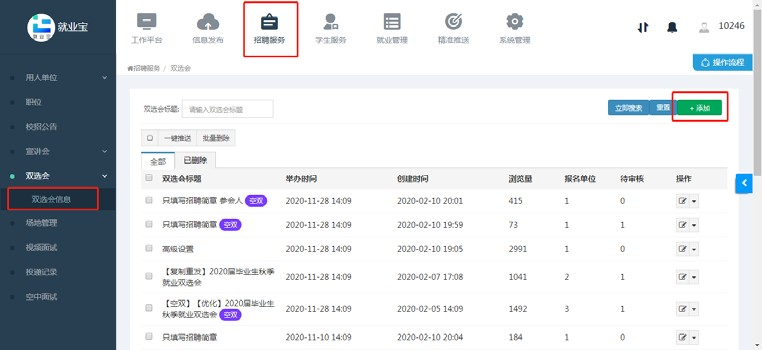 就业宝
工作平台
信息发布
招聘服务
学生服务
就业管理
精准推送
系统管理
10246
招聘服务 / 双选会
操作流程
用人单位
职位
校招公告
宣讲会
双选会
双选会信息
场地管理
视频面试
投递记录
空中面试
双选会标题: 请输入双选会标题
立即搜索 重置 + 添加
一键推送 批量删除
全部 已删除
双选会标题 举办时间 创建时间 浏览量 报名单位 待审核 操作
只填写招聘简章 参会人 空双 2020-11-28 14:09 2020-02-10 20:01 415 1 0
只填写招聘简章 空双 2020-11-28 14:09 2020-02-10 19:59 73 1 1
高级设置 2020-11-28 14:09 2020-02-10 19:05 2991 1 0
【复制重发】2020届毕业生秋季 2020-11-28 14:09 2020-02-07 17:08 1041 2 1
就业双选会
【空双】【优化】2020届毕业生 2020-11-28 14:09 2020-02-05 14:09 1492 3 1
秋季就业双选会 空双
只填写招聘简章 2020-11-10 14:09 2020-02-10 20:04 184 1 0